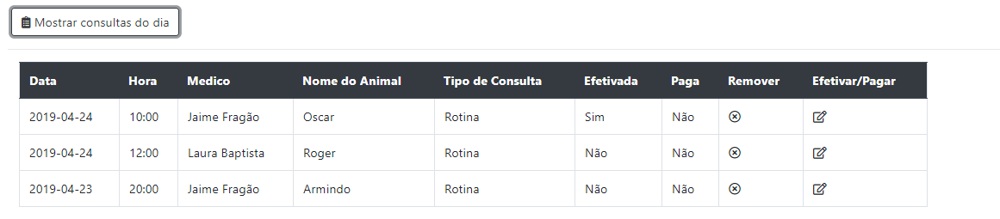 Mostrar consultas do dia
Data Hora Medico Nome do Animal Tipo de Consulta Efetivada Paga Remover Efetivar/Pagar
2019-04-24 10:00 Jaime Fragão Oscar Rotina Sim Não
2019-04-24 12:00 Laura Baptista Roger Rotina Não Não
2019-04-23 20:00 Jaime Fragão Armindo Rotina Não Não